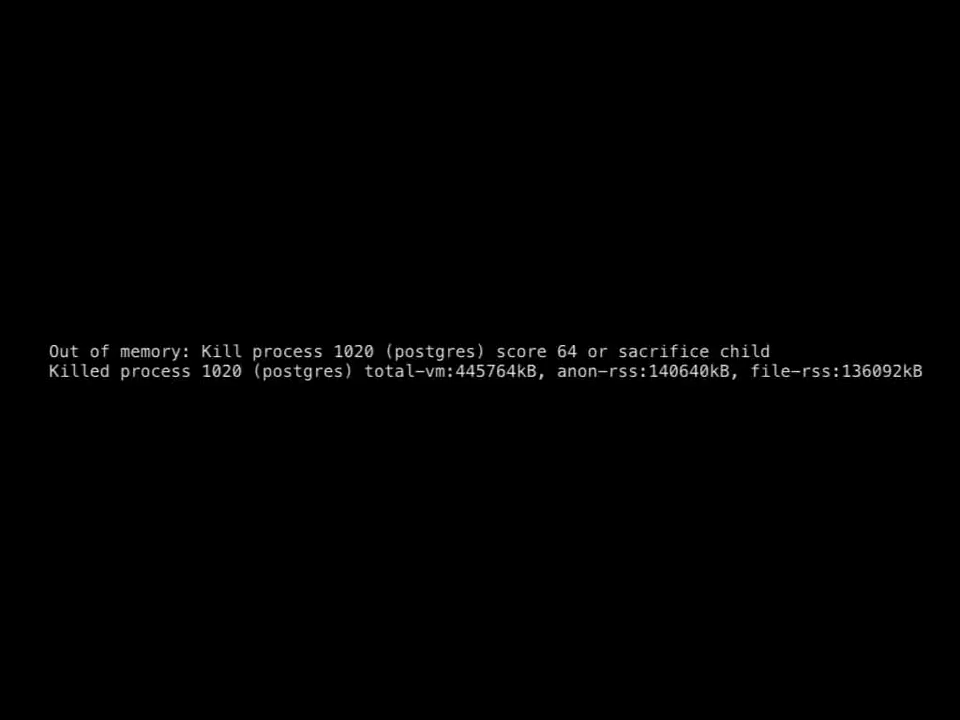 Out of memory: Kill process 1020 (postgres) score 64 or sacrifice child
Killed process 1020 (postgres) total-vm:445764kB, anon-rss:140640kB, file-rss:136092kB